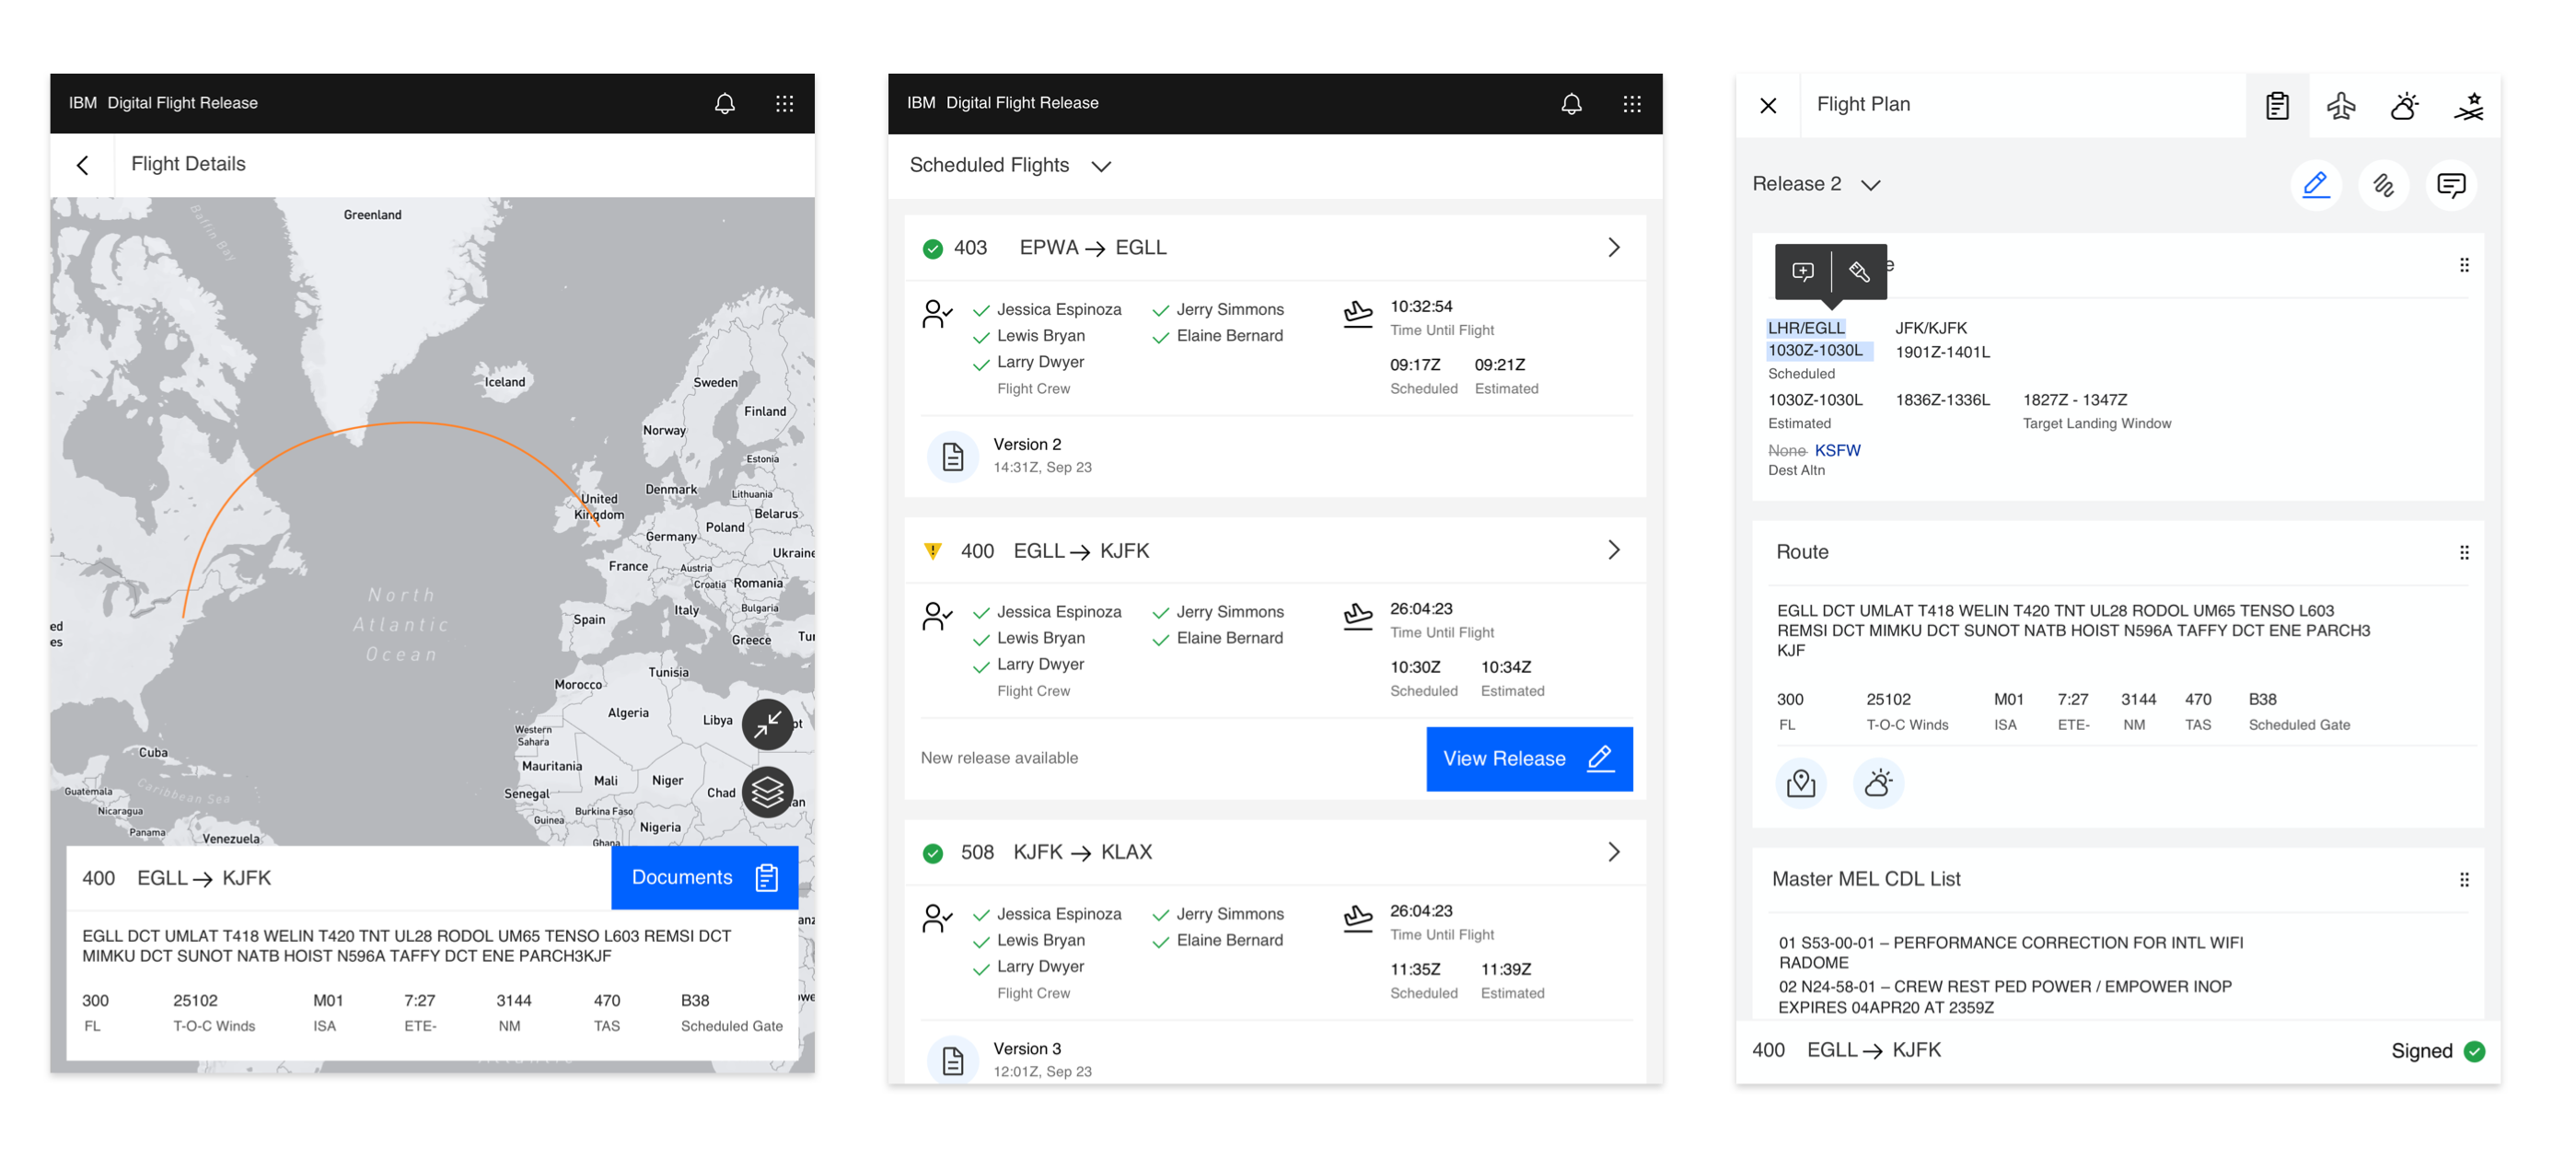 IBM Digital Flight Release
Flight Details
Baffin Bay
Greenland
Iceland
Sweden
Finland
Norway
Estonia
United
Kingdom
Denmark
Lithuania
Belarus
Poland
Germany
Ukraine
France
Austria
Croatia
Romania
Italy
Bulgaria
Spain
Greece
Tur
North
Atlantic
Ocean
ed
es
Tunisia
Morocco
Algeria
Libya
pt
Western
Sahara
Cuba
Mauritania
Mali
Niger
Caribbean Sea
Guatemala
Senegal
Chad
an
Nicaragua
Guinea
Burkina Faso
Panama
Nigeria
Venezuela
Ghana
400 EGLL → KJFK
Documents
anz
EGLL DCT UMLAT T418 WELIN T420 TNT UL28 RODOL UM65 TENSO L603 REMSI DCT
MIMKU DCT SUNOT NATB HOIST N596A TAFFY DCT ENE PARCH3KJF
we
300 25102 M01 7:27 3144 470 B38
FL T-O-C Winds ISA ETE- NM TAS Scheduled Gate
IBM Digital Flight Release
Scheduled Flights
403 EPWA → EGLL
Jessica Espinoza Jerry Simmons
Lewis Bryan Elaine Bernard
Larry Dwyer
Flight Crew
10:32:54
Time Until Flight
09:17Z 09:21Z
Scheduled Estimated
Version 2
14:31Z, Sep 23
400 EGLL → KJFK
Jessica Espinoza Jerry Simmons
Lewis Bryan Elaine Bernard
Larry Dwyer
Flight Crew
26:04:23
Time Until Flight
10:30Z 10:34Z
Scheduled Estimated
New release available
View Release
508 KJFK → KLAX
Jessica Espinoza Jerry Simmons
Lewis Bryan Elaine Bernard
Larry Dwyer
Flight Crew
26:04:23
Time Until Flight
11:35Z 11:39Z
Scheduled Estimated
Version 3
12:01Z, Sep 23
Flight Plan
Release 2
e
LHR/EGLL JFK/KJFK
1030Z-1030L 1901Z-1401L
Scheduled
1030Z-1030L 1836Z-1336L 1827Z - 1347Z
Estimated Target Landing Window
None KSFW
Dest Altn
Route
EGLL DCT UMLAT T418 WELIN T420 TNT UL28 RODOL UM65 TENSO L603
REMSI DCT MIMKU DCT SUNOT NATB HOIST N596A TAFFY DCT ENE PARCH3
KJF
300 25102 M01 7:27 3144 470 B38
FL T-O-C Winds ISA ETE- NM TAS Scheduled Gate
Master MEL CDL List
01 S53-00-01 – PERFORMANCE CORRECTION FOR INTL WIFI
RADOME
02 N24-58-01 – CREW REST PED POWER / EMPOWER INOP
EXPIRES 04APR20 AT 2359Z
400 EGLL → KJFK
Signed